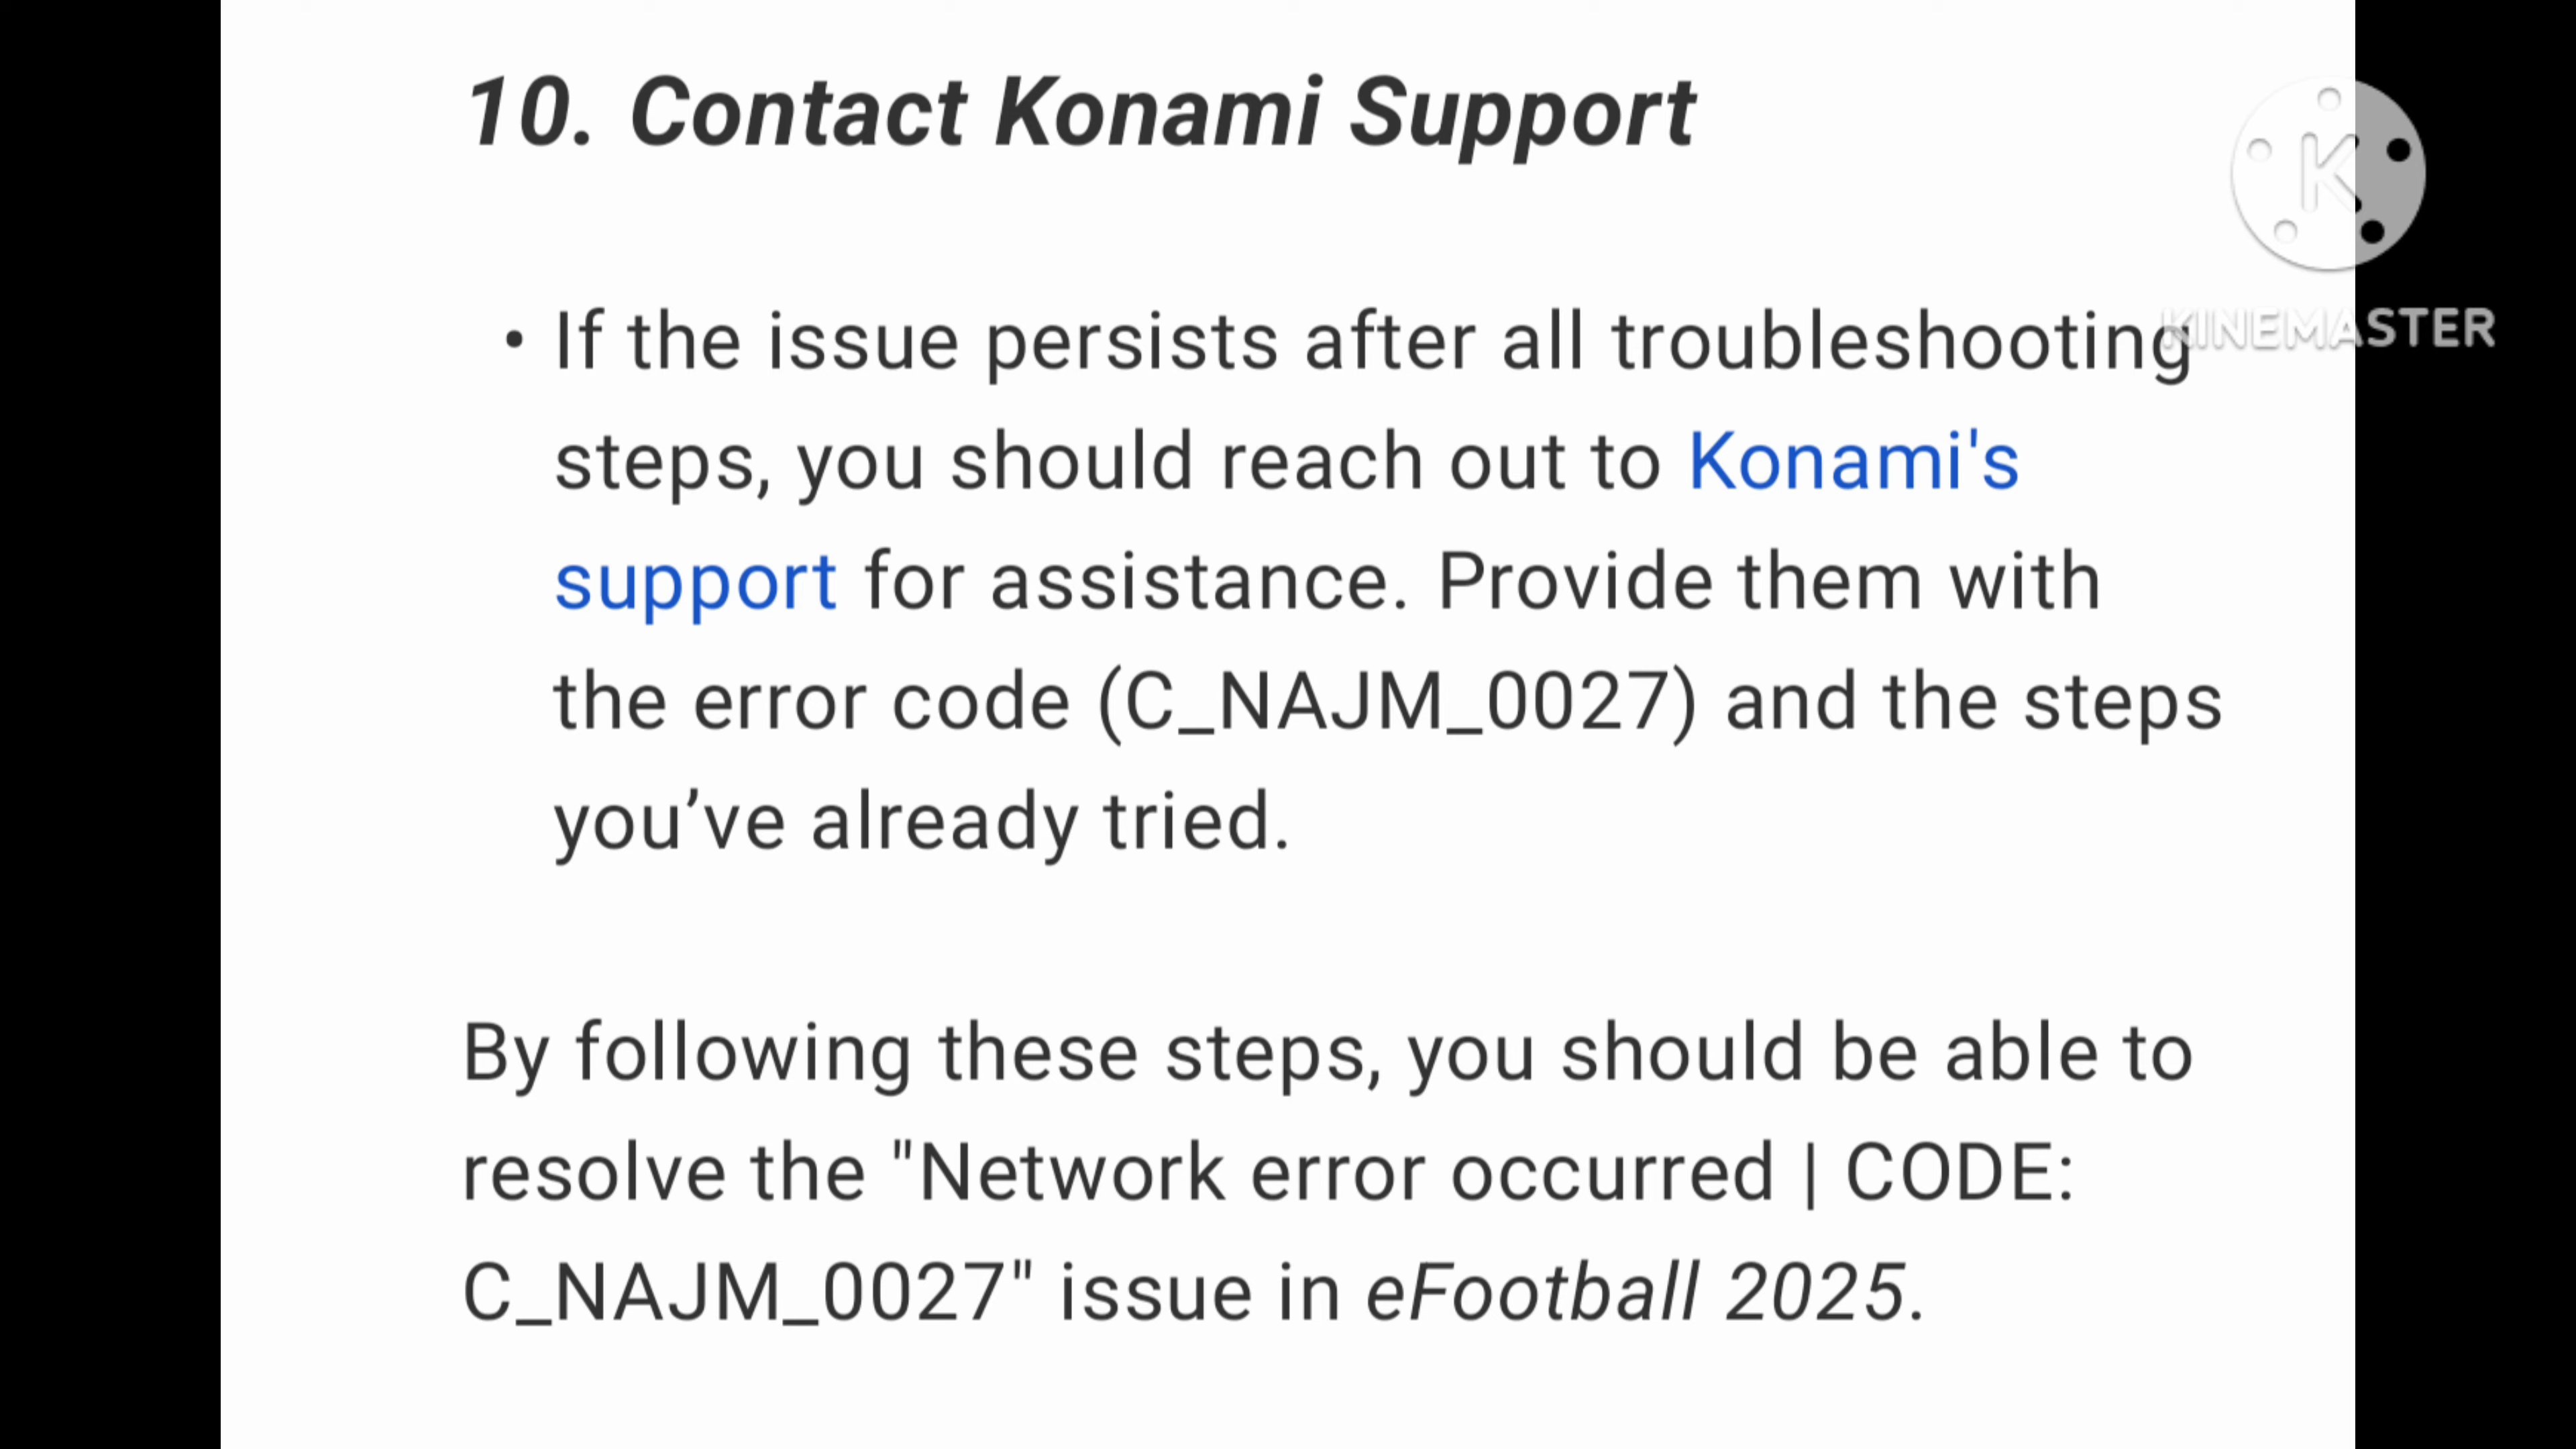 10. Contact Konami Support
K
KINEMASTER
• If the issue persists after all troubleshooting
steps, you should reach out to Konami's
support for assistance. Provide them with
the error code (C_NAJM_0027) and the steps
you’ve already tried.
By following these steps, you should be able to
resolve the "Network error occurred | CODE:
C_NAJM_0027" issue in eFootball 2025.